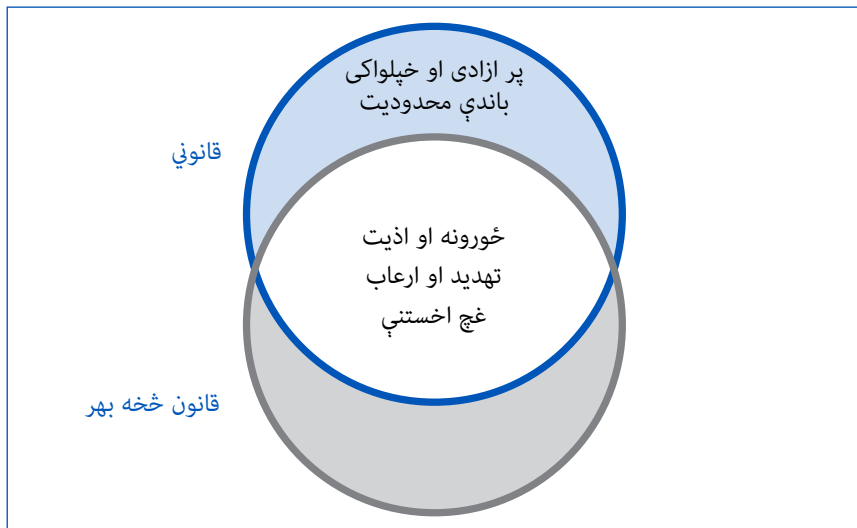 پر ازادی او خپلواکی
باندې محدودیت
قانوني
ځورونه او اذیت
تهدید او ارعاب
غچ اخستنې
قانون څخه بهر